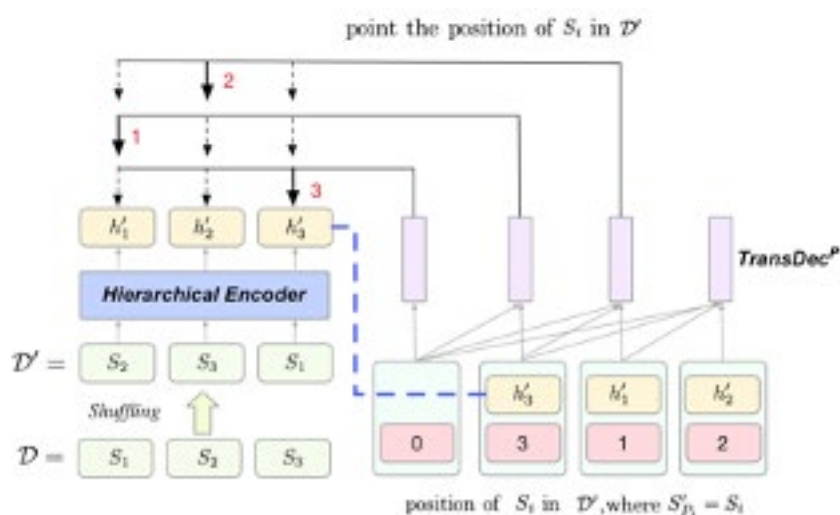 point the position of S_i in 𝒟′
2
1
3
h′_1 h′_2 h′_3
TransDec^P
Hierarchical Encoder
𝒟′ = S_2 S_3 S_1
h′_3 h′_1 h′_2
Shuffling
0 3 1 2
𝒟 = S_1 S_2 S_3
position of S_i in 𝒟′,where S′_{P_i} = S_i